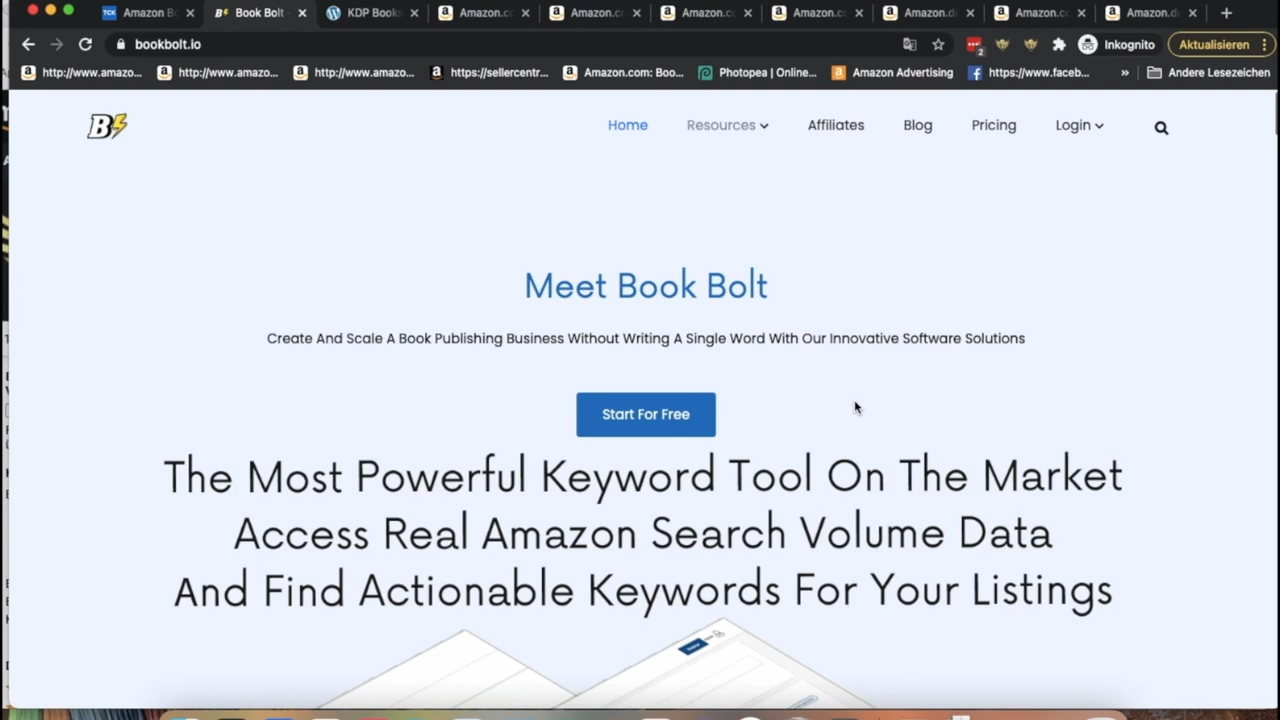 Amazon B
Book Bolt -
KDP Books
Amazon.c
Amazon.c
Amazon.c
Amazon.c
Amazon.d
Amazon.c
Amazon.d
bookbolt.io
2
Inkognito
Aktualisieren
http://www.amazo...
http://www.amazo...
http://www.amazo...
https://sellercentr...
Amazon.com: Boo...
Photopea | Online...
Amazon Advertising
https://www.faceb...
»
Andere Lesezeichen
B
Home
Resources
Affiliates
Blog
Pricing
Login
Meet Book Bolt
Create And Scale A Book Publishing Business Without Writing A Single Word With Our Innovative Software Solutions
Start For Free
The Most Powerful Keyword Tool On The Market
Access Real Amazon Search Volume Data
And Find Actionable Keywords For Your Listings